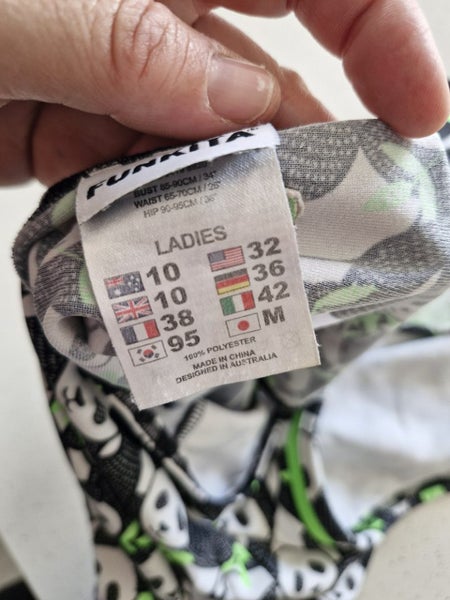 FUNKITA
BUST 85-90CM / 34"
WAIST 65-70CM / 26"
HIP 90-95CM / 36"
LADIES
10 32
10 36
38 42
95 M
100% POLYESTER
MADE IN CHINA
DESIGNED IN AUSTRALIA